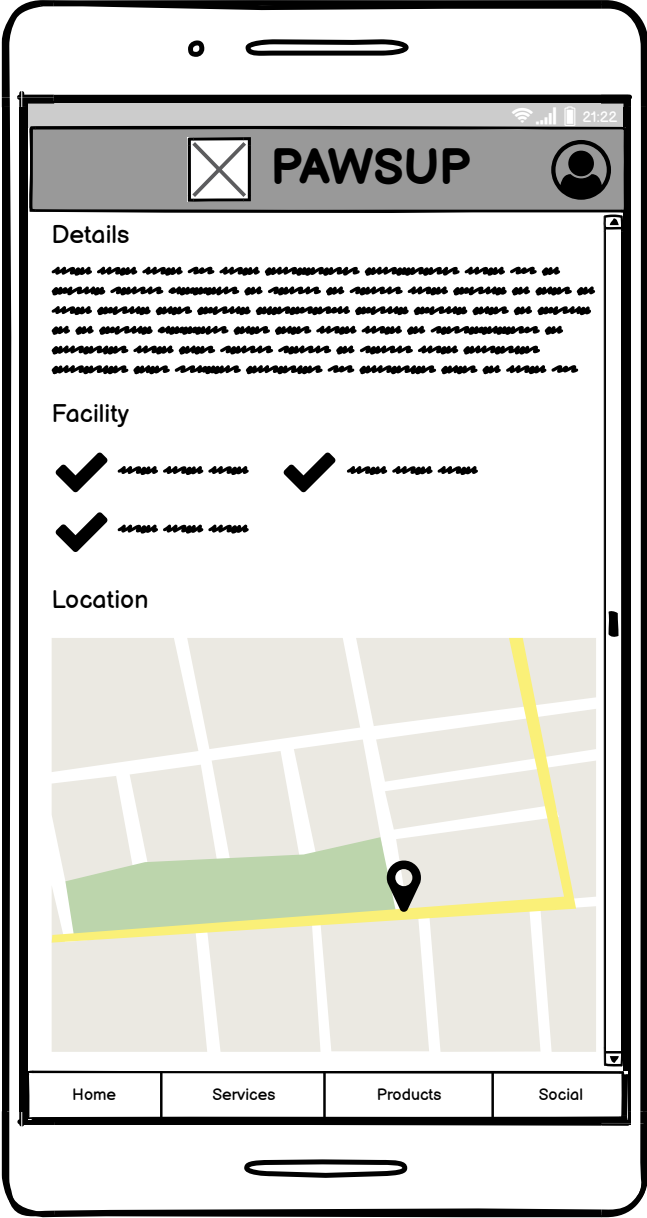 21:22
PAWSUP
Details
Facility
Location
Home Services Products Social